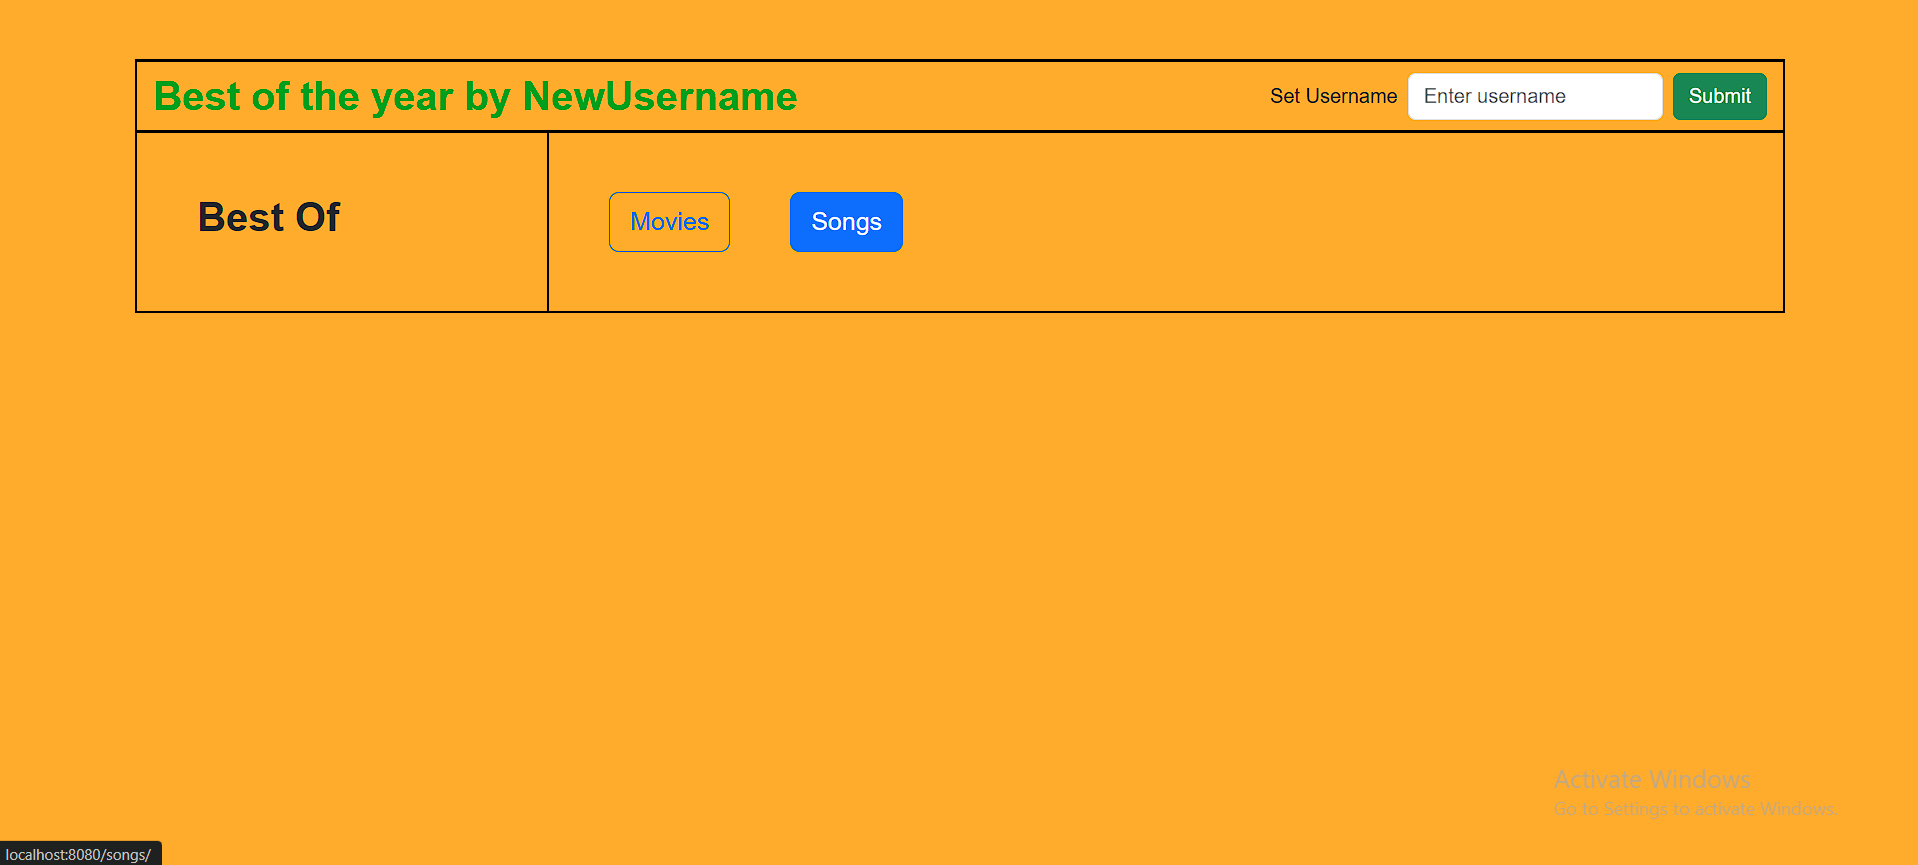 Best of the year by NewUsername
Set Username Enter username Submit
Best Of
Movies Songs
Activate Windows
Go to Settings to activate Windows.
localhost:8080/songs/